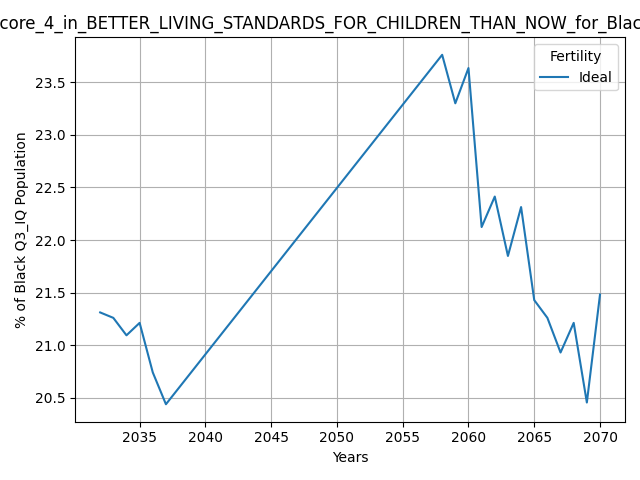 core_4_in_BETTER_LIVING_STANDARDS_FOR_CHILDREN_THAN_NOW_for_Blac
Fertility
Ideal
% of Black Q3_IQ Population
23.5
23.0
22.5
22.0
21.5
21.0
20.5
2035 2040 2045 2050 2055 2060 2065 2070
Years